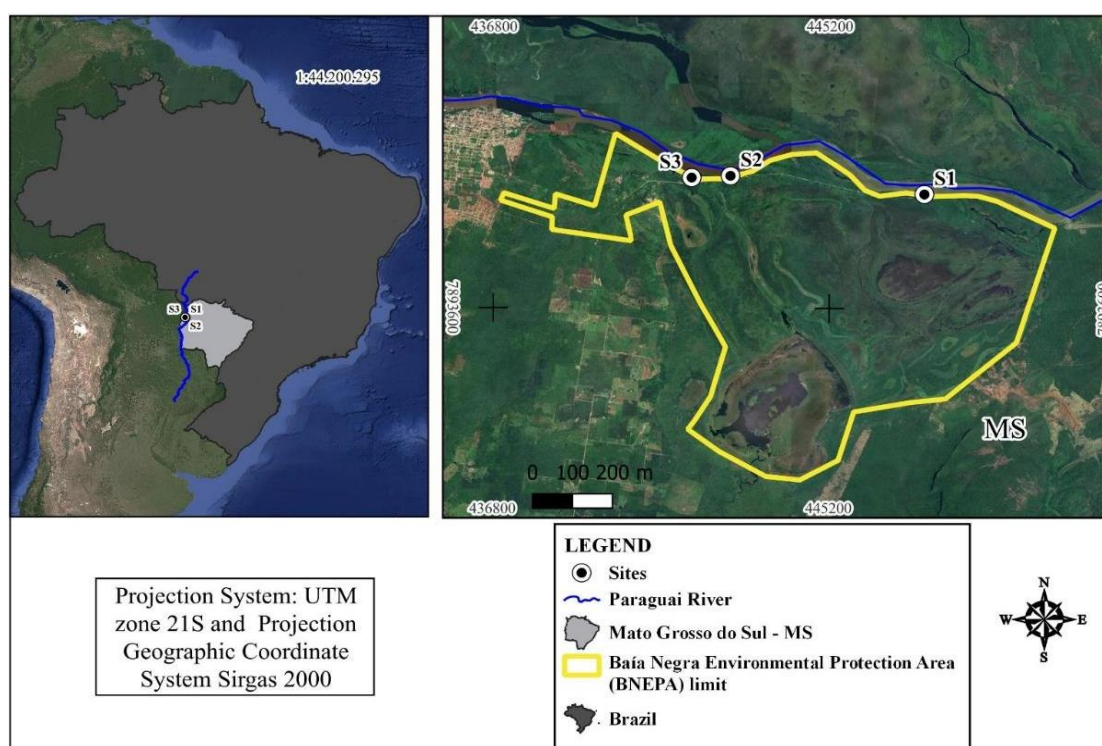 1:44.200.295
S3 S1
S2
436800 445200
S3 S2 S1
7893600
MS
0 100 200 m
436800 445200
Projection System: UTM
zone 21S and Projection
Geographic Coordinate
System Sirgas 2000
LEGEND
Sites
Paraguai River
Mato Grosso do Sul - MS
Baía Negra Environmental Protection Area
(BNEPA) limit
Brazil
N
W E
S